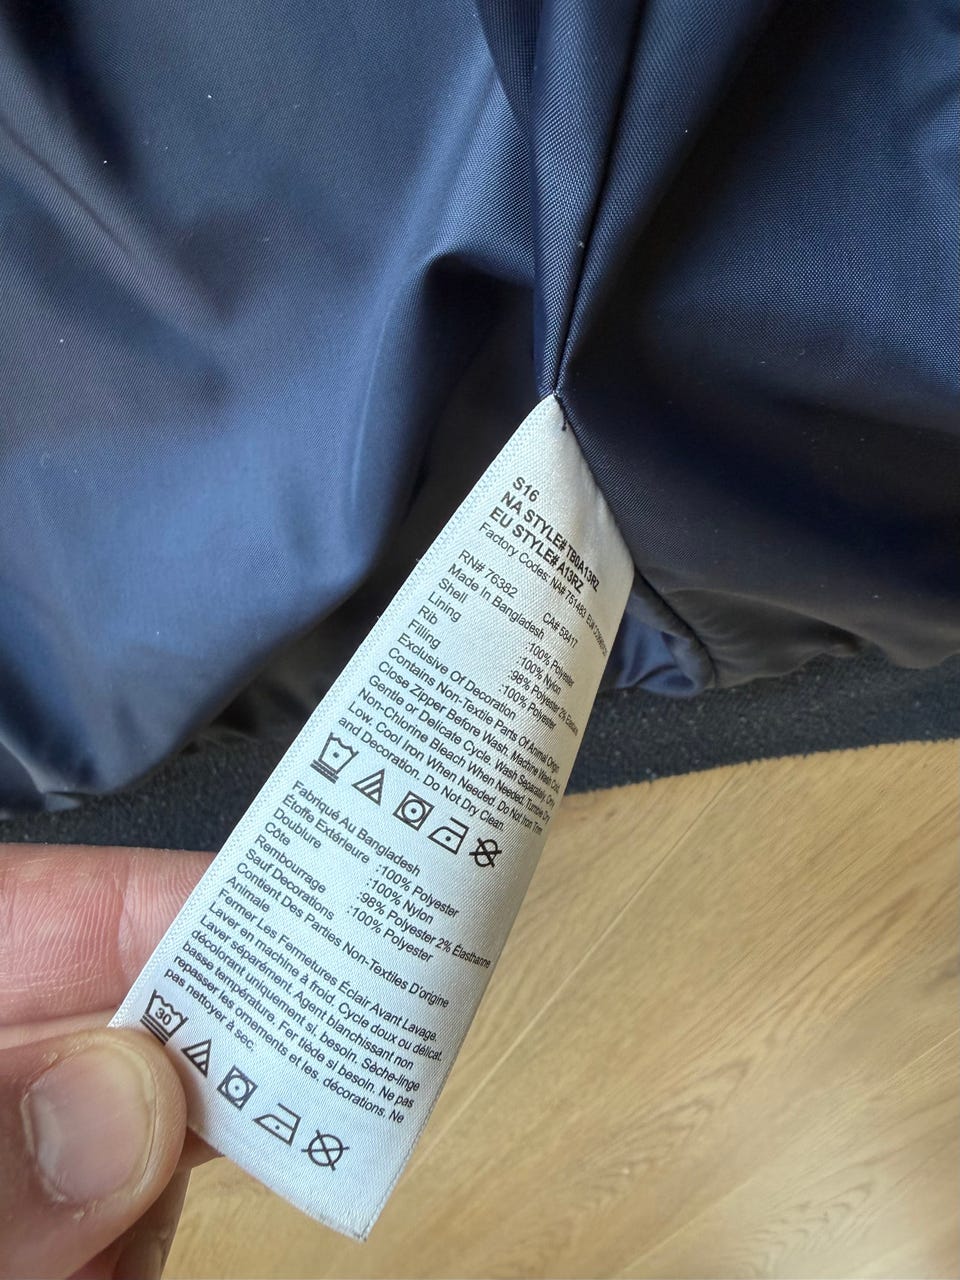 S16
NA STYLE# TB0A13RZ
EU STYLE# A13RZ
Factory Codes: NA# 751483 EU#
RN# 76382 CA# 58417
Made In Bangladesh
Shell :100% Polyester
Lining :100% Nylon
Rib :98% Polyester 2% Elastane
Filling :100% Polyester
Exclusive Of Decoration
Contains Non-Textile Parts Of Animal Origin
Close Zipper Before Wash. Machine Wash Cold.
Gentle or Delicate Cycle. Wash Separately. Only
Non-Chlorine Bleach When Needed. Tumble Dry
Low. Cool Iron When Needed. Do Not Iron Trim
and Decoration. Do Not Dry Clean.
Fabriqué Au Bangladesh
Étoffe Extérieure :100% Polyester
Doublure :100% Nylon
Côte :98% Polyester 2% Élasthanne
Rembourrage :100% Polyester
Sauf Decorations
Contient Des Parties Non-Textiles D'origine
Animale
Fermer Les Fermetures Éclair Avant Lavage.
Laver en machine à froid. Cycle doux ou délicat.
Laver séparément. Agent blanchissant non
décolorant uniquement si. besoin. Sèche-linge
basse température. Fer tiède si besoin. Ne pas
repasser les ornements et les. décorations. Ne
pas nettoyer à sec.
30